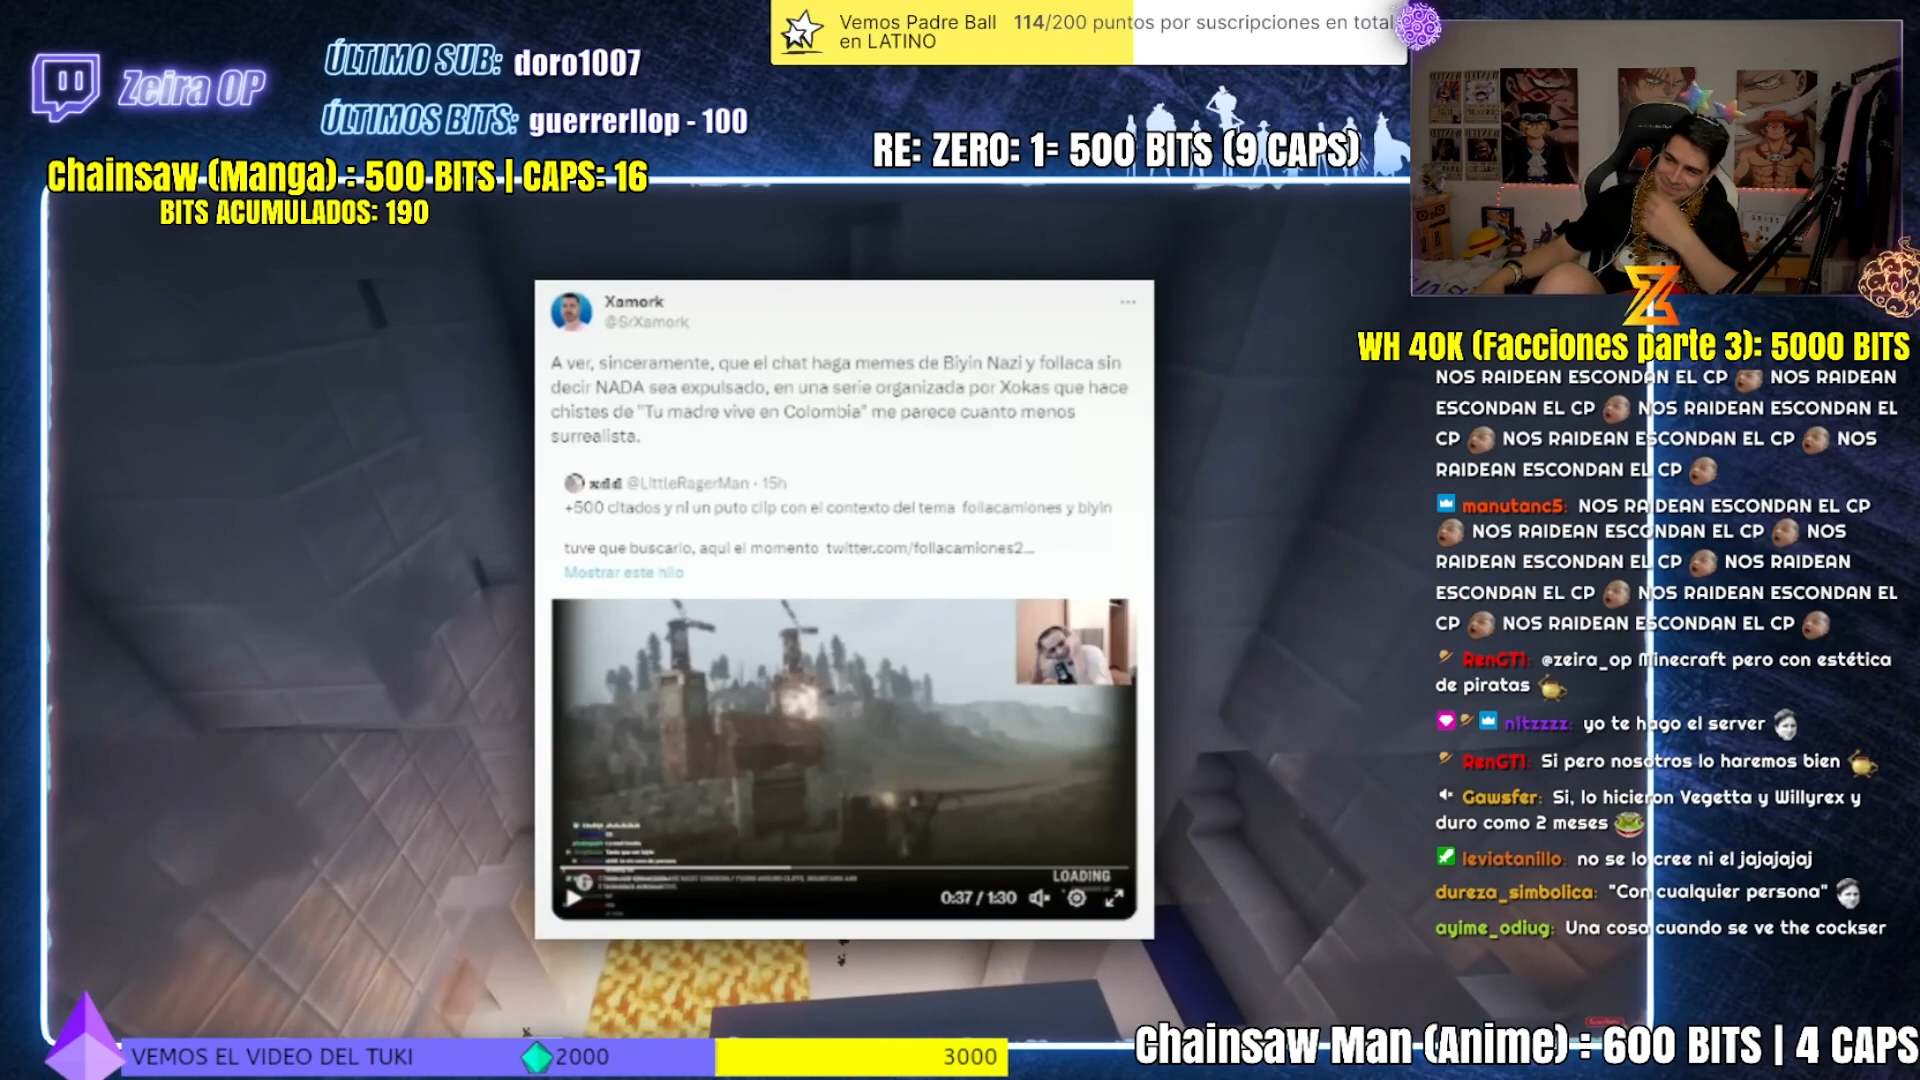 Vemos Padre Ball
en LATINO
114/200 puntos por suscripciones en total
Zeira OP
ÚLTIMO SUB: doro1007
ÚLTIMOS BITS: guerrerllop - 100
Chainsaw (Manga) : 500 BITS | CAPS: 16
BITS ACUMULADOS: 190
RE: ZERO: 1= 500 BITS (9 CAPS)
WH 40K (Facciones parte 3): 5000 BITS
Xamork
@SrXamork
A ver, sinceramente, que el chat haga memes de Biyin Nazi y follaca sin
decir NADA sea expulsado, en una serie organizada por Xokas que hace
chistes de "Tu madre vive en Colombia" me parece cuanto menos
surrealista.
xdd @LittleRagerMan · 15h
+500 citados y ni un puto clip con el contexto del tema follacamiones y biyin
tuve que buscarlo, aqui el momento twitter.com/follacamiones2...
Mostrar este hilo
LOADING
0:37 / 1:30
NOS RAIDEAN ESCONDAN EL CP NOS RAIDEAN
ESCONDAN EL CP NOS RAIDEAN ESCONDAN EL
CP NOS RAIDEAN ESCONDAN EL CP NOS
RAIDEAN ESCONDAN EL CP
manutanc5: NOS RAIDEAN ESCONDAN EL CP
NOS RAIDEAN ESCONDAN EL CP NOS
RAIDEAN ESCONDAN EL CP NOS RAIDEAN
ESCONDAN EL CP NOS RAIDEAN ESCONDAN EL
CP NOS RAIDEAN ESCONDAN EL CP
RenGT1: @zeira_op Minecraft pero con estética
de piratas
n1tzzzz: yo te hago el server
RenGT1: Si pero nosotros lo haremos bien
Gawsfer: Si, lo hicieron Vegetta y Willyrex y
duro como 2 meses
leviatanillo: no se lo cree ni el jajajajaj
dureza_simbolica: "Con cualquier persona"
ayime_odiug: Una cosa cuando se ve the cockser
VEMOS EL VIDEO DEL TUKI 2000 3000
Chainsaw Man (Anime) : 600 BITS | 4 CAPS